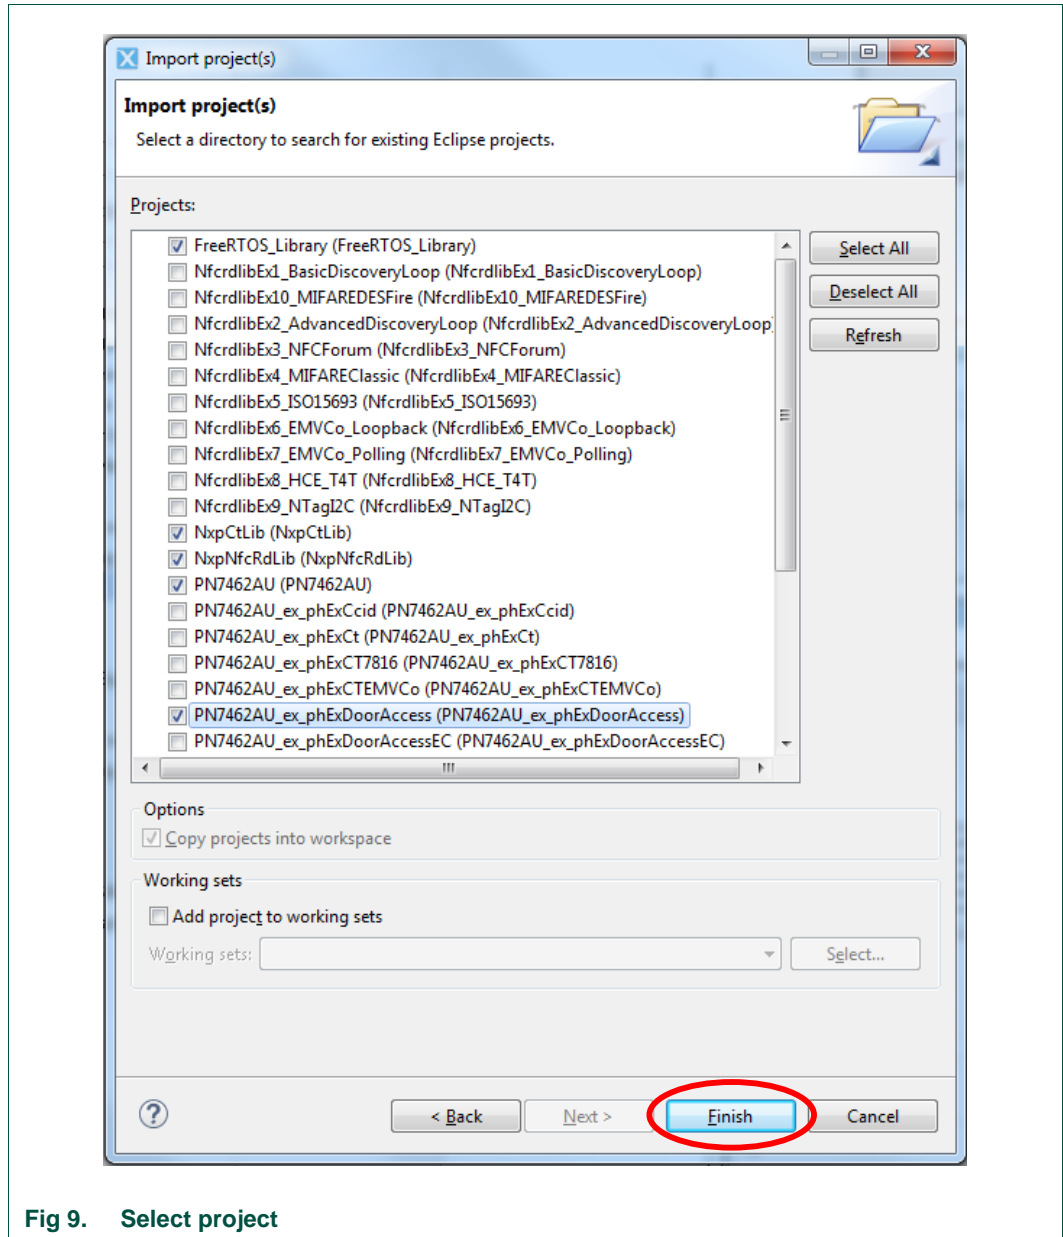 Import project(s)
Import project(s)
Select a directory to search for existing Eclipse projects.
Projects:
FreeRTOS_Library (FreeRTOS_Library)
NfcrdlibEx1_BasicDiscoveryLoop (NfcrdlibEx1_BasicDiscoveryLoop)
NfcrdlibEx10_MIFAREDESFire (NfcrdlibEx10_MIFAREDESFire)
NfcrdlibEx2_AdvancedDiscoveryLoop (NfcrdlibEx2_AdvancedDiscoveryLoop)
NfcrdlibEx3_NFCForum (NfcrdlibEx3_NFCForum)
NfcrdlibEx4_MIFAREClassic (NfcrdlibEx4_MIFAREClassic)
NfcrdlibEx5_ISO15693 (NfcrdlibEx5_ISO15693)
NfcrdlibEx6_EMVCo_Loopback (NfcrdlibEx6_EMVCo_Loopback)
NfcrdlibEx7_EMVCo_Polling (NfcrdlibEx7_EMVCo_Polling)
NfcrdlibEx8_HCE_T4T (NfcrdlibEx8_HCE_T4T)
NfcrdlibEx9_NTagI2C (NfcrdlibEx9_NTagI2C)
NxpCtLib (NxpCtLib)
NxpNfcRdLib (NxpNfcRdLib)
PN7462AU (PN7462AU)
PN7462AU_ex_phExCcid (PN7462AU_ex_phExCcid)
PN7462AU_ex_phExCt (PN7462AU_ex_phExCt)
PN7462AU_ex_phExCT7816 (PN7462AU_ex_phExCT7816)
PN7462AU_ex_phExCTEMVCo (PN7462AU_ex_phExCTEMVCo)
PN7462AU_ex_phExDoorAccess (PN7462AU_ex_phExDoorAccess)
PN7462AU_ex_phExDoorAccessEC (PN7462AU_ex_phExDoorAccessEC)
Select All
Deselect All
Refresh
Options
Copy projects into workspace
Working sets
Add project to working sets
Working sets:
Select...
< Back
Next >
Finish
Cancel
Fig 9. Select project